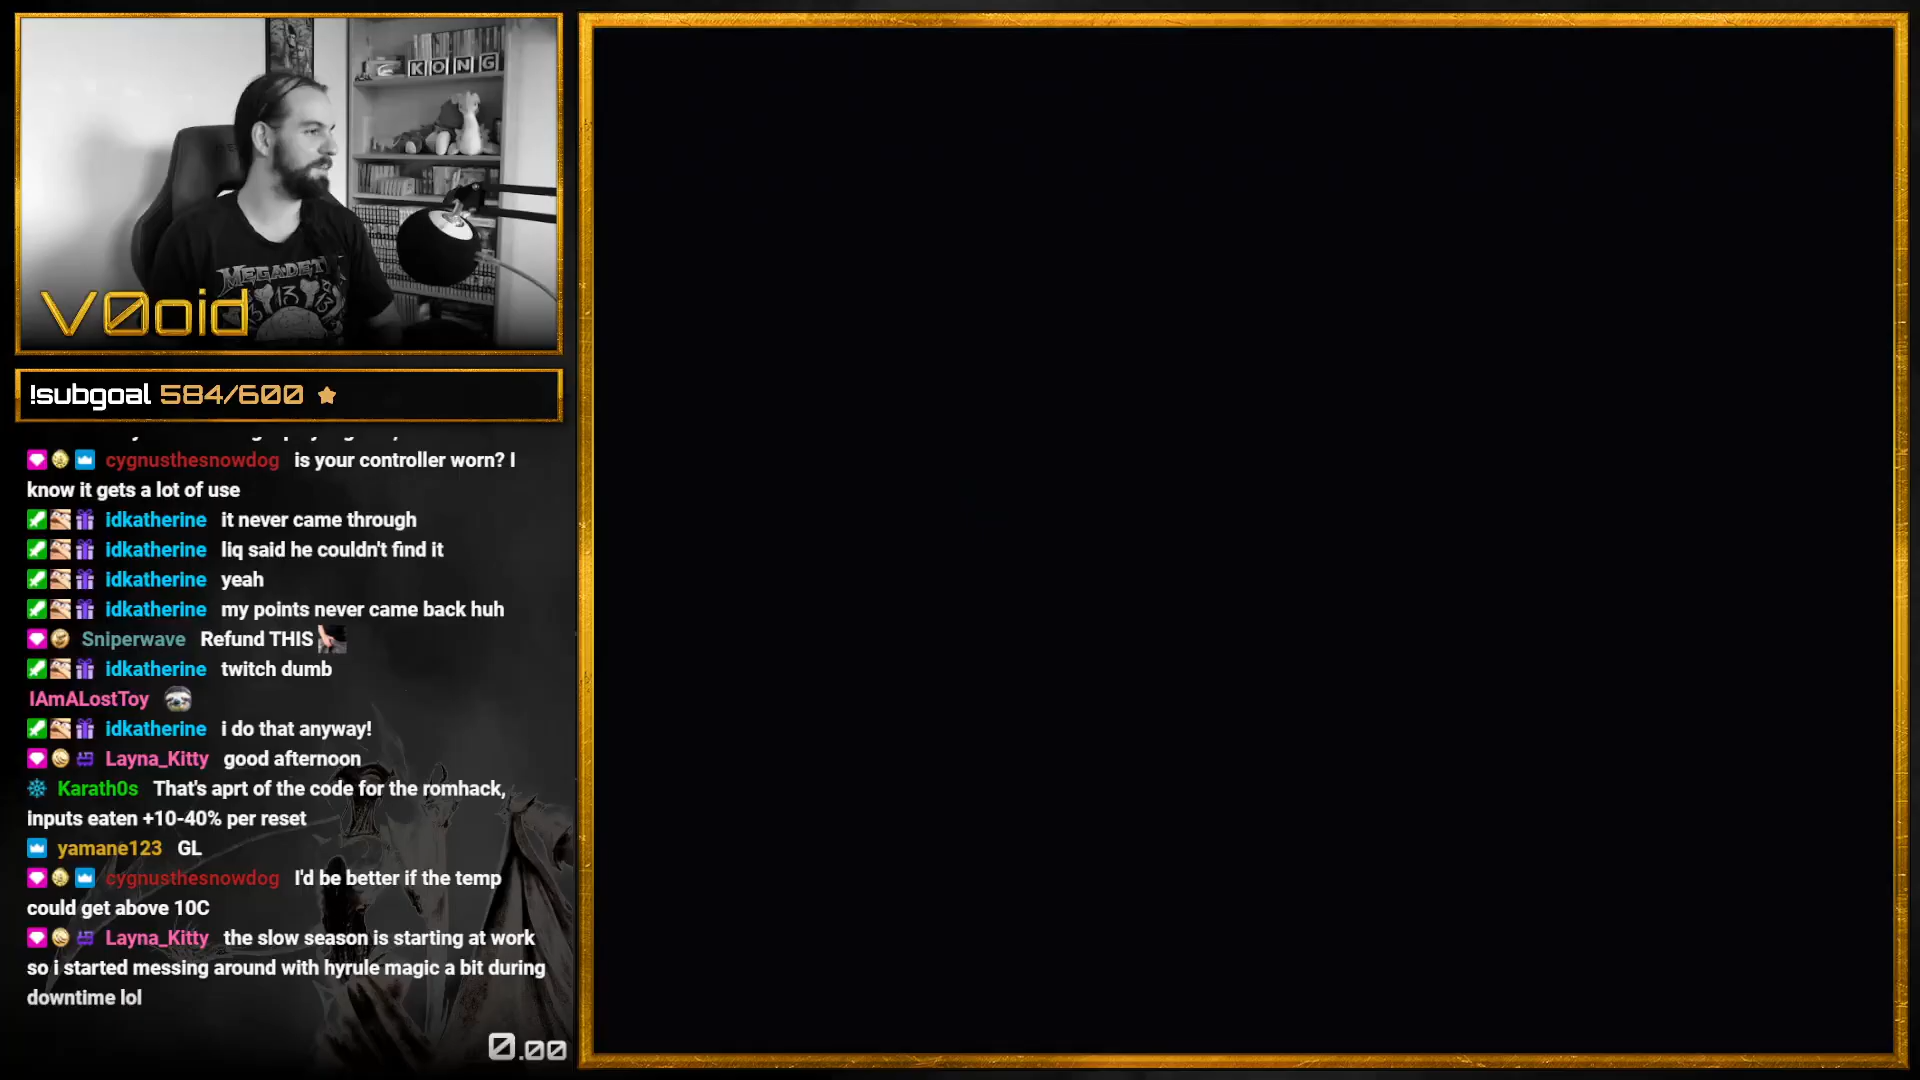 KONG
MEGADET
13
V0oid
!subgoal 584/600
cygnusthesnowdog is your controller worn? I
know it gets a lot of use
idkatherine it never came through
idkatherine liq said he couldn't find it
idkatherine yeah
idkatherine my points never came back huh
Sniperwave Refund THIS
idkatherine twitch dumb
IAmALostToy
idkatherine i do that anyway!
Layna_Kitty good afternoon
Karath0s That's aprt of the code for the romhack,
inputs eaten +10-40% per reset
yamane123 GL
cygnusthesnowdog I'd be better if the temp
could get above 10C
Layna_Kitty the slow season is starting at work
so i started messing around with hyrule magic a bit during
downtime lol
0.00